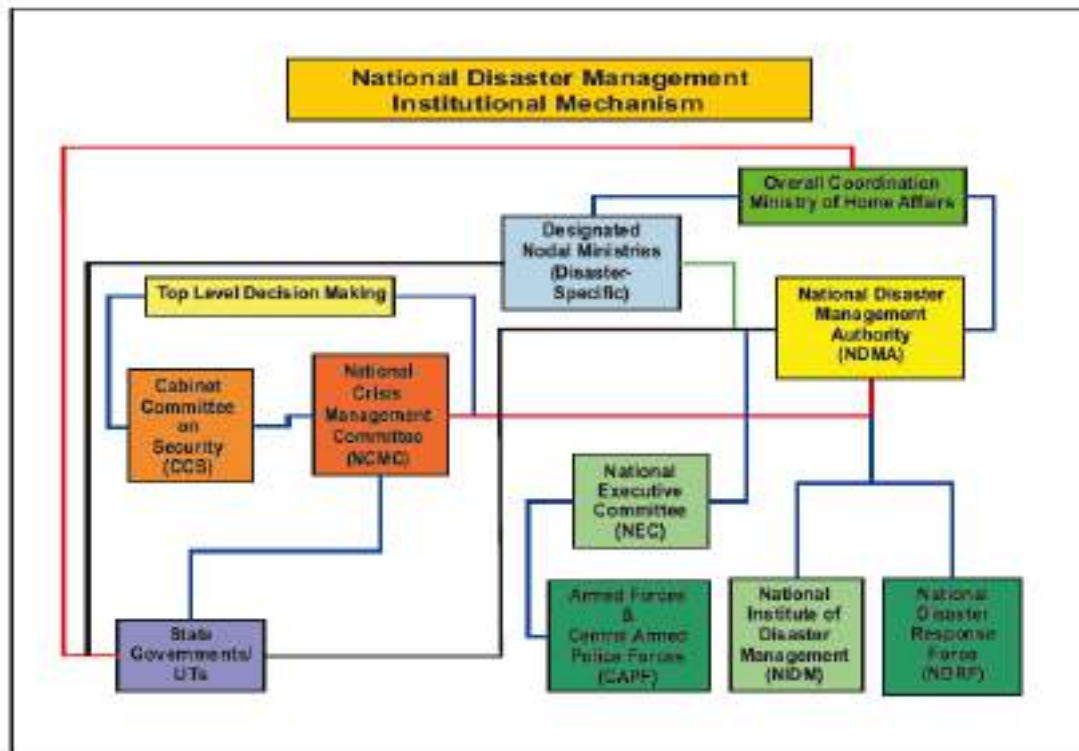 National Disaster Management
Institutional Mechanism
Overall Coordination
Ministry of Home Affairs
Designated
Nodal Ministries
(Disaster-
Specific)
Top Level Decision Making
National Disaster
Management
Authority
(NDMA)
Cabinet
Committee
on
Security
(CCS)
National
Crisis
Management
Committee
(NCMC)
National
Executive
Committee
(NEC)
State
Governments/
UTs
Armed Forces
&
Central Armed
Police Forces
(CAPF)
National
Institute of
Disaster
Management
(NIDM)
National
Disaster
Response
Force
(NDRF)